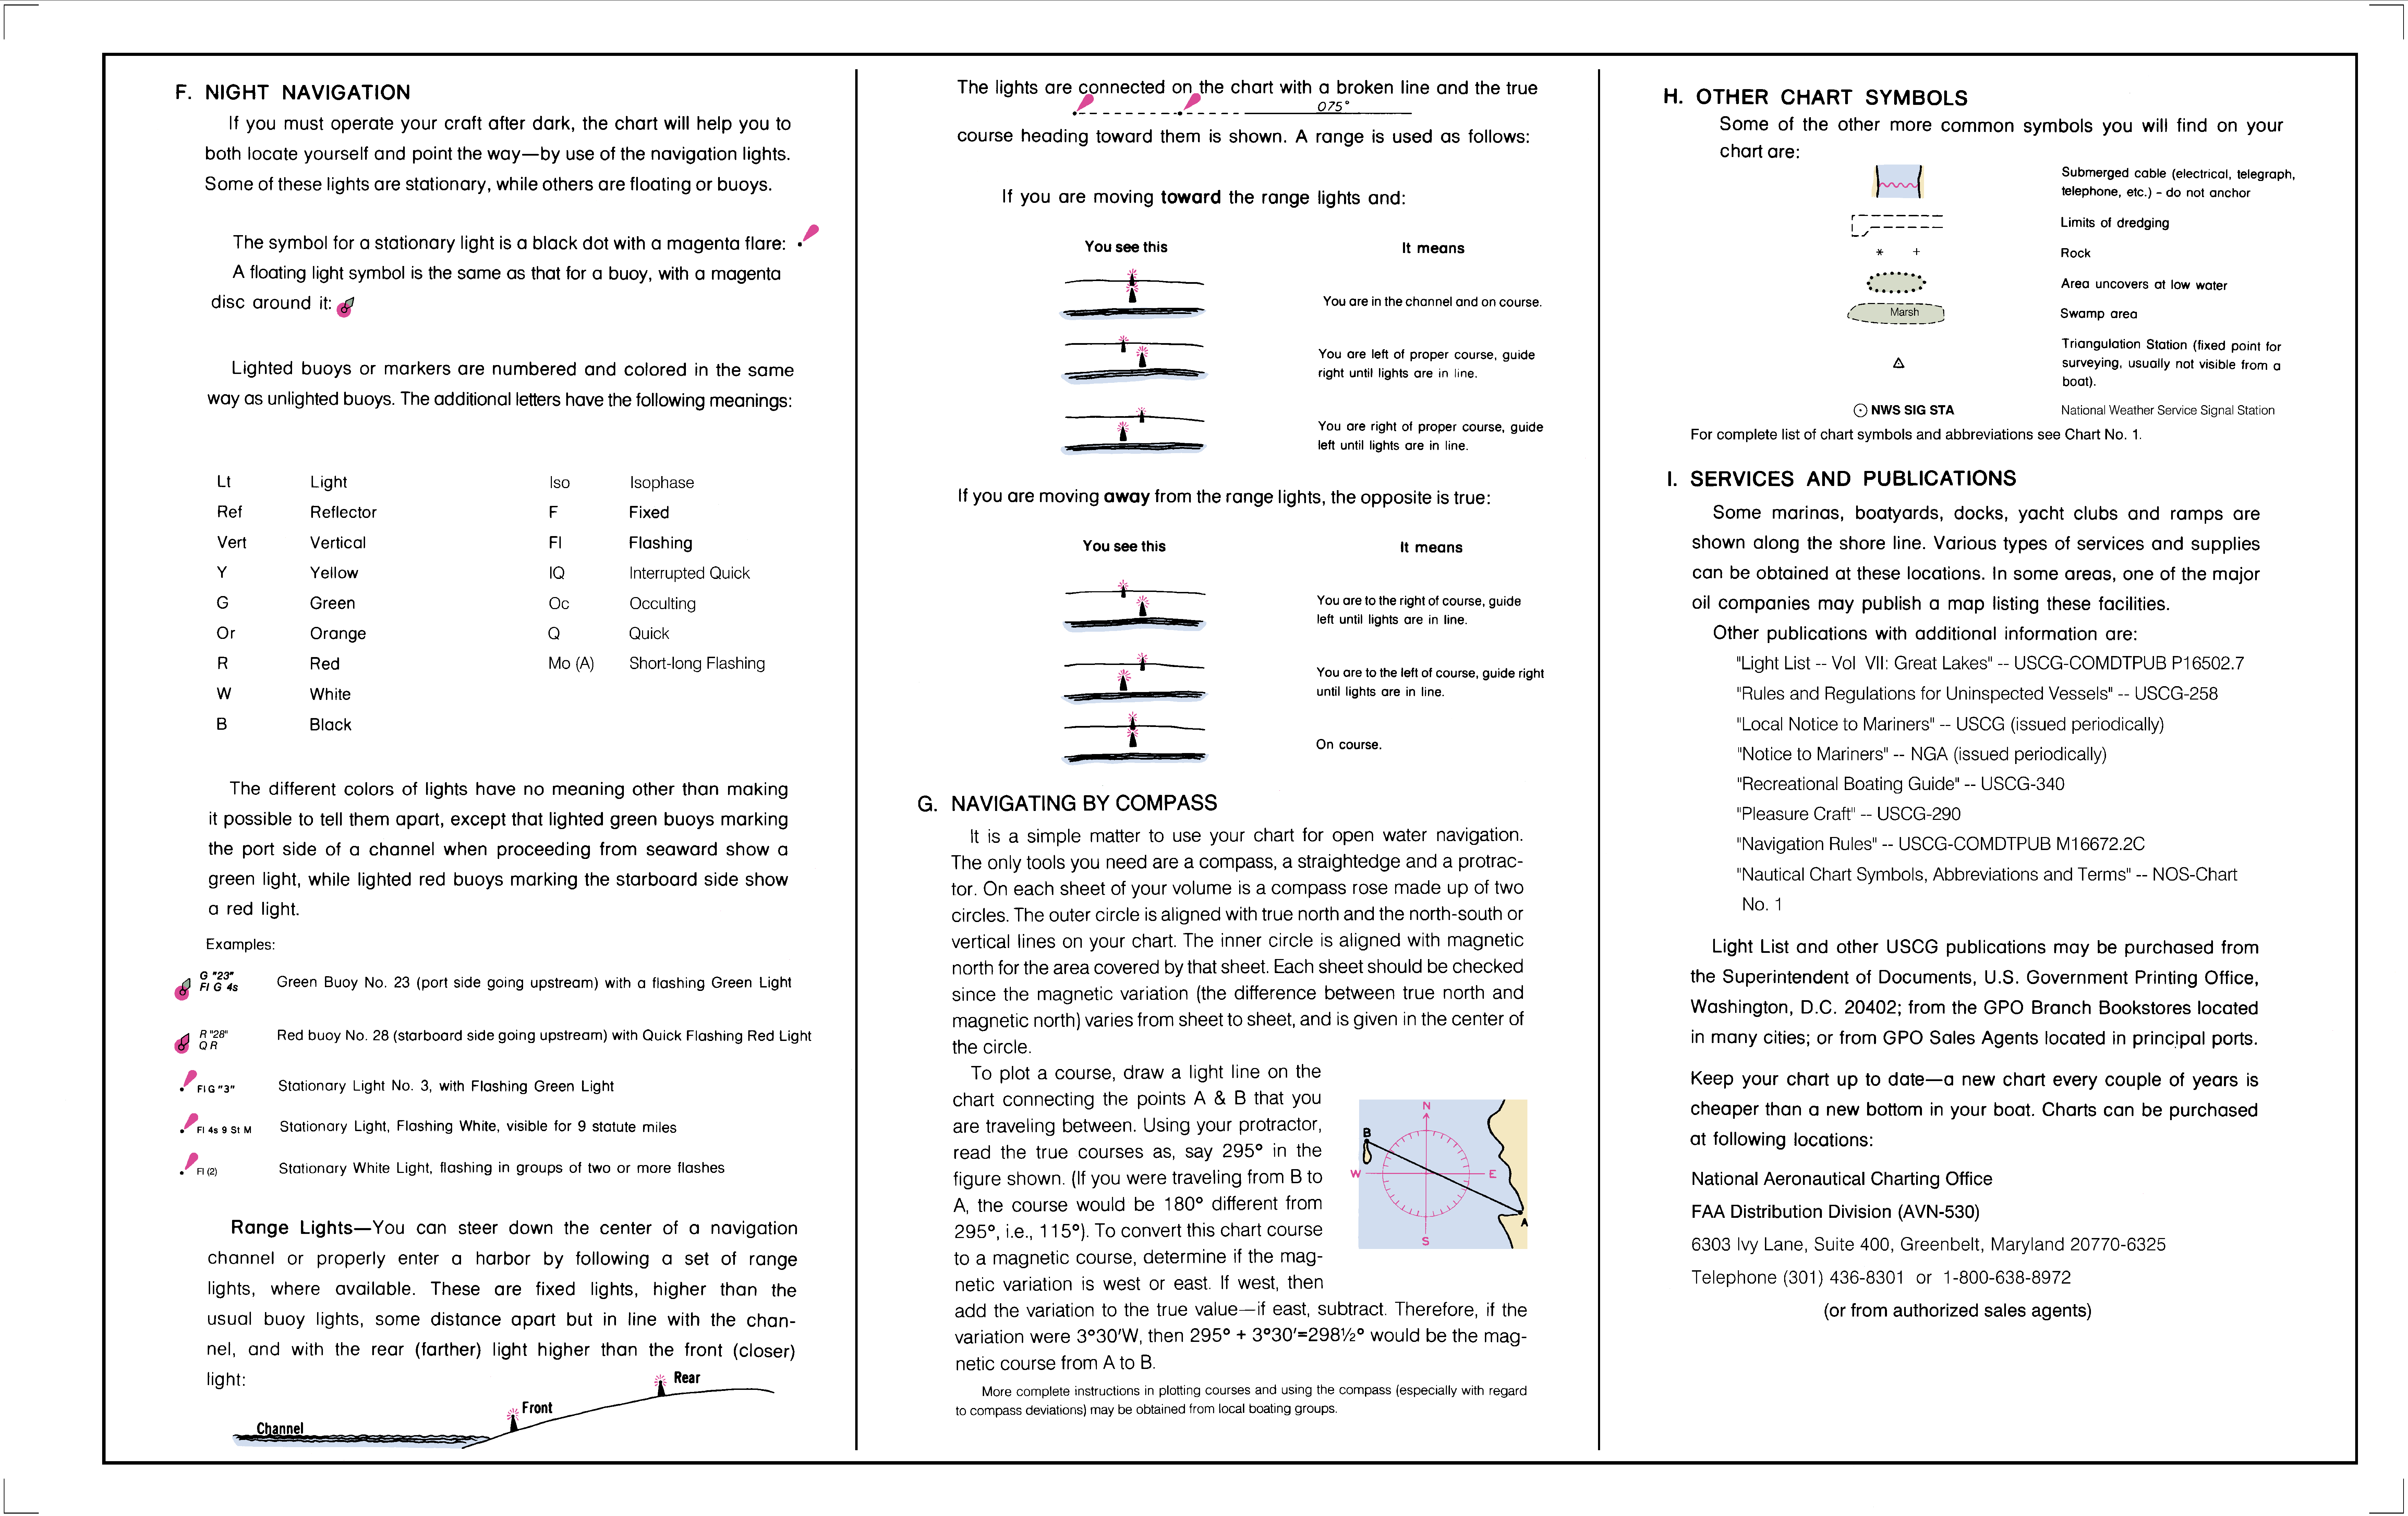 F. NIGHT NAVIGATION
If you must operate your craft after dark, the chart will help you to
both locate yourself and point the way—by use of the navigation lights.
Some of these lights are stationary, while others are floating or buoys.
The symbol for a stationary light is a black dot with a magenta flare:
A floating light symbol is the same as that for a buoy, with a magenta
disc around it:
Lighted buoys or markers are numbered and colored in the same
way as unlighted buoys. The additional letters have the following meanings:
Lt Light Iso Isophase
Ref Reflector F Fixed
Vert Vertical Fl Flashing
Y Yellow IQ Interrupted Quick
G Green Oc Occulting
Or Orange Q Quick
R Red Mo (A) Short-long Flashing
W White
B Black
The different colors of lights have no meaning other than making
it possible to tell them apart, except that lighted green buoys marking
the port side of a channel when proceeding from seaward show a
green light, while lighted red buoys marking the starboard side show
a red light.
Examples:
G "23"
Fl G 4s
Green Buoy No. 23 (port side going upstream) with a flashing Green Light
R "28"
Q R
Red buoy No. 28 (starboard side going upstream) with Quick Flashing Red Light
Fl G "3" Stationary Light No. 3, with Flashing Green Light
Fl 4s 9 St M Stationary Light, Flashing White, visible for 9 statute miles
Fl (2) Stationary White Light, flashing in groups of two or more flashes
Range Lights—You can steer down the center of a navigation
channel or properly enter a harbor by following a set of range
lights, where available. These are fixed lights, higher than the
usual buoy lights, some distance apart but in line with the chan-
nel, and with the rear (farther) light higher than the front (closer)
light:
Rear
Front
Channel
The lights are connected on the chart with a broken line and the true
075°
course heading toward them is shown. A range is used as follows:
If you are moving toward the range lights and:
You see this It means
You are in the channel and on course.
You are left of proper course, guide
right until lights are in line.
You are right of proper course, guide
left until lights are in line.
If you are moving away from the range lights, the opposite is true:
You see this It means
You are to the right of course, guide
left until lights are in line.
You are to the left of course, guide right
until lights are in line.
On course.
G. NAVIGATING BY COMPASS
It is a simple matter to use your chart for open water navigation.
The only tools you need are a compass, a straightedge and a protrac-
tor. On each sheet of your volume is a compass rose made up of two
circles. The outer circle is aligned with true north and the north-south or
vertical lines on your chart. The inner circle is aligned with magnetic
north for the area covered by that sheet. Each sheet should be checked
since the magnetic variation (the difference between true north and
magnetic north) varies from sheet to sheet, and is given in the center of
the circle.
To plot a course, draw a light line on the
chart connecting the points A & B that you
are traveling between. Using your protractor,
read the true courses as, say 295° in the
figure shown. (If you were traveling from B to
A, the course would be 180° different from
295°, i.e., 115°). To convert this chart course
to a magnetic course, determine if the mag-
netic variation is west or east. If west, then
add the variation to the true value—if east, subtract. Therefore, if the
variation were 3°30'W, then 295° + 3°30'=298½° would be the mag-
netic course from A to B.
N
B
W
E
A
S
More complete instructions in plotting courses and using the compass (especially with regard
to compass deviations) may be obtained from local boating groups.
H. OTHER CHART SYMBOLS
Some of the other more common symbols you will find on your
chart are:
Submerged cable (electrical, telegraph,
telephone, etc.) - do not anchor
Limits of dredging
* + Rock
Area uncovers at low water
Marsh Swamp area
Triangulation Station (fixed point for
surveying, usually not visible from a
boat).
NWS SIG STA National Weather Service Signal Station
For complete list of chart symbols and abbreviations see Chart No. 1.
I. SERVICES AND PUBLICATIONS
Some marinas, boatyards, docks, yacht clubs and ramps are
shown along the shore line. Various types of services and supplies
can be obtained at these locations. In some areas, one of the major
oil companies may publish a map listing these facilities.
Other publications with additional information are:
"Light List -- Vol VII: Great Lakes" -- USCG-COMDTPUB P16502.7
"Rules and Regulations for Uninspected Vessels" -- USCG-258
"Local Notice to Mariners" -- USCG (issued periodically)
"Notice to Mariners" -- NGA (issued periodically)
"Recreational Boating Guide" -- USCG-340
"Pleasure Craft" -- USCG-290
"Navigation Rules" -- USCG-COMDTPUB M16672.2C
"Nautical Chart Symbols, Abbreviations and Terms" -- NOS-Chart
No. 1
Light List and other USCG publications may be purchased from
the Superintendent of Documents, U.S. Government Printing Office,
Washington, D.C. 20402; from the GPO Branch Bookstores located
in many cities; or from GPO Sales Agents located in principal ports.
Keep your chart up to date—a new chart every couple of years is
cheaper than a new bottom in your boat. Charts can be purchased
at following locations:
National Aeronautical Charting Office
FAA Distribution Division (AVN-530)
6303 Ivy Lane, Suite 400, Greenbelt, Maryland 20770-6325
Telephone (301) 436-8301 or 1-800-638-8972
(or from authorized sales agents)